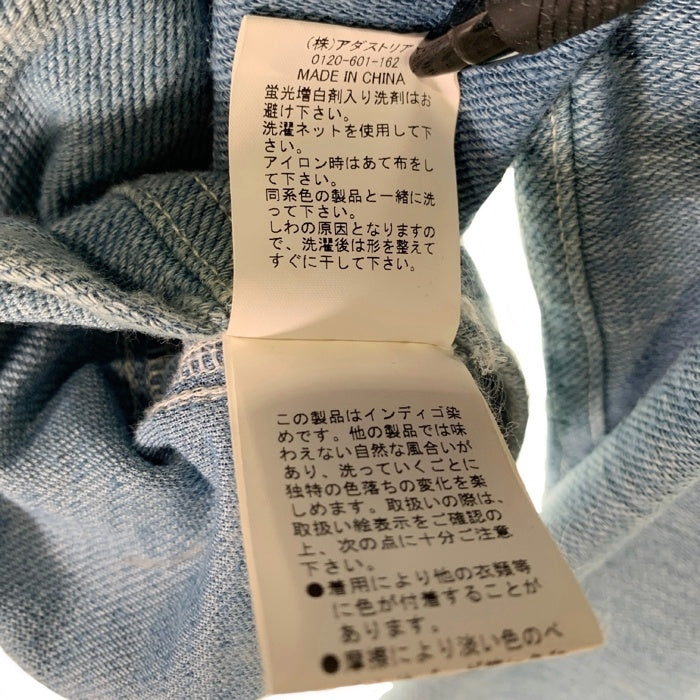 (株)アダストリア
0120-601-162
MADE IN CHINA
蛍光増白剤入り洗剤はお
避け下さい。
洗濯ネットを使用して下
さい。
アイロン時はあて布をし
て下さい。
同系色の製品と一緒に洗
って下さい。
しわの原因となりますの
で、洗濯後は形を整えて
すぐに干して下さい。
この製品はインディゴ染
めです。他の製品では味
わえない自然な風合いが
あり、洗っていくごとに
独特の色落ちの変化を楽
しめます。取扱いの際は、
取扱い絵表示をご確認の
上、次の点に十分ご注意
下さい。
●着用により他の衣類等
に色が付着することが
あります。
●摩擦により淡い色のベ